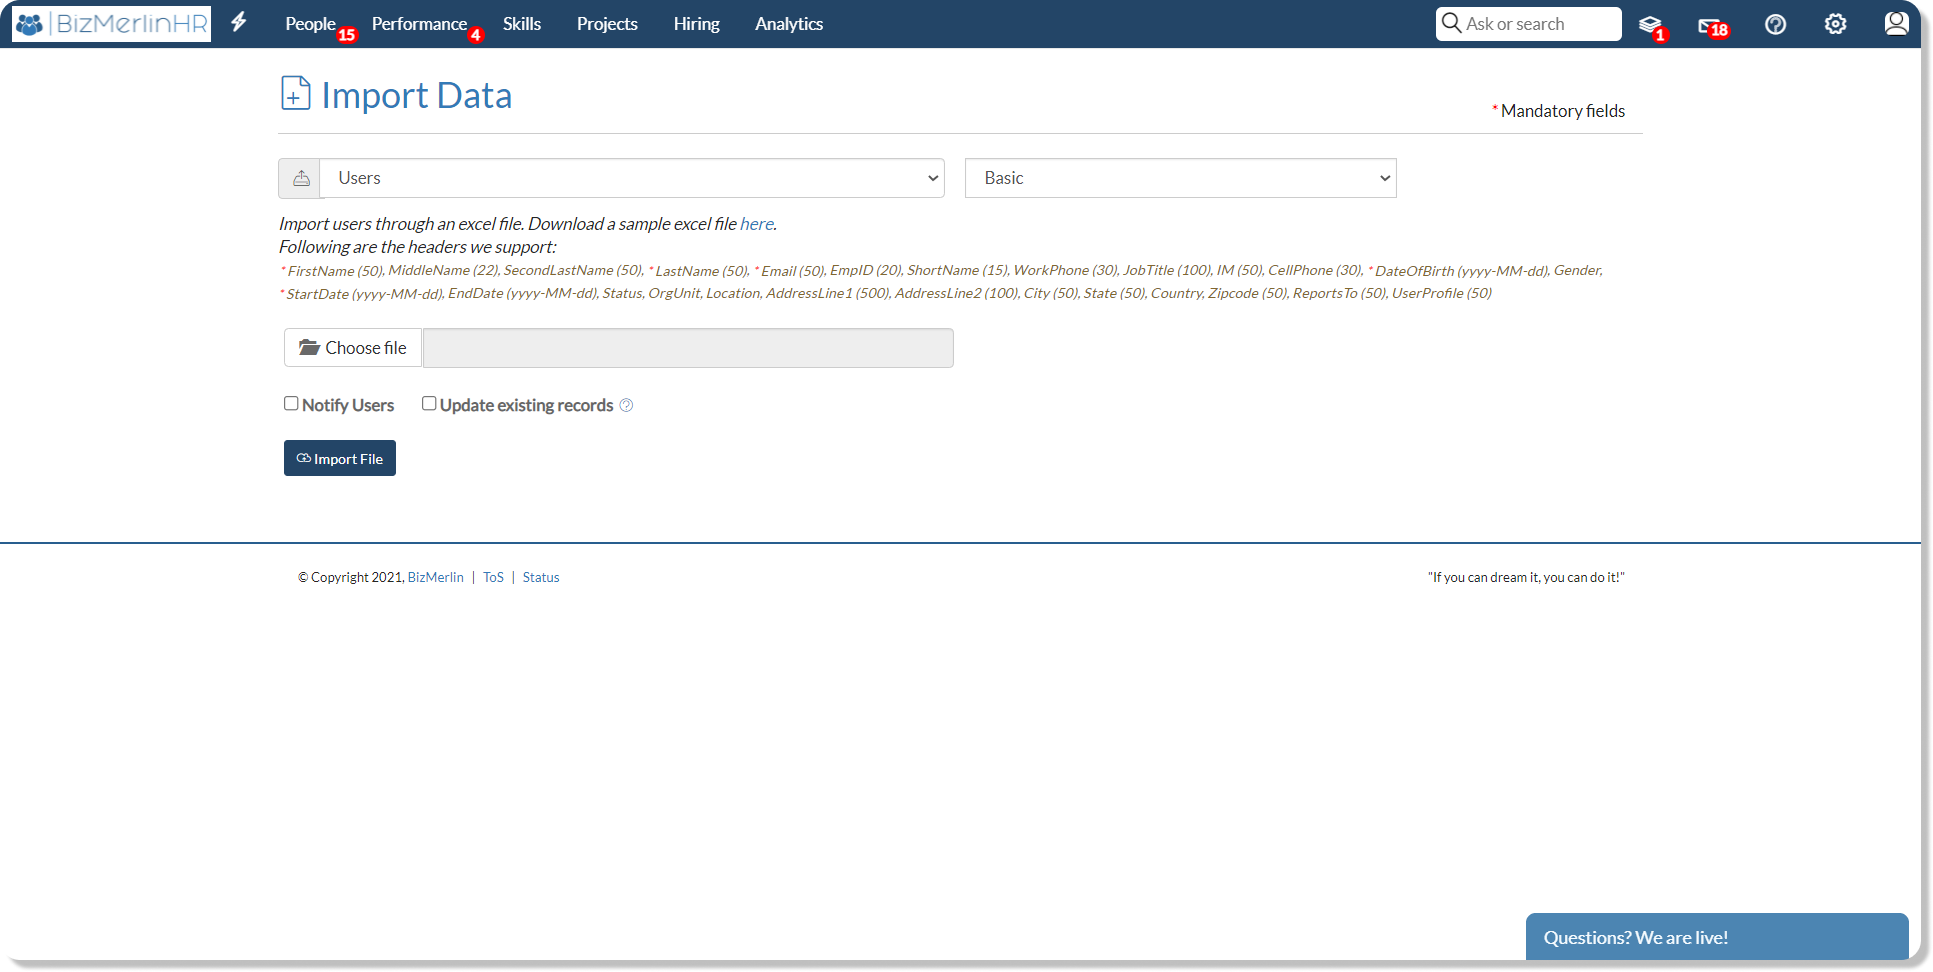 BizMerlinHR
People 15 Performance 4 Skills Projects Hiring Analytics Ask or search 1 18
Import Data
*Mandatory fields
Users Basic
Import users through an excel file. Download a sample excel file here.
Following are the headers we support:
* FirstName (50), MiddleName (22), SecondLastName (50), * LastName (50), * Email (50), EmpID (20), ShortName (15), WorkPhone (30), JobTitle (100), IM (50), CellPhone (30), * DateOfBirth (yyyy-MM-dd), Gender,
* StartDate (yyyy-MM-dd), EndDate (yyyy-MM-dd), Status, OrgUnit, Location, AddressLine1 (500), AddressLine2 (100), City (50), State (50), Country, Zipcode (50), ReportsTo (50), UserProfile (50)
Choose file
Notify Users Update existing records
Import File
© Copyright 2021, BizMerlin | ToS | Status "If you can dream it, you can do it!"
Questions? We are live!